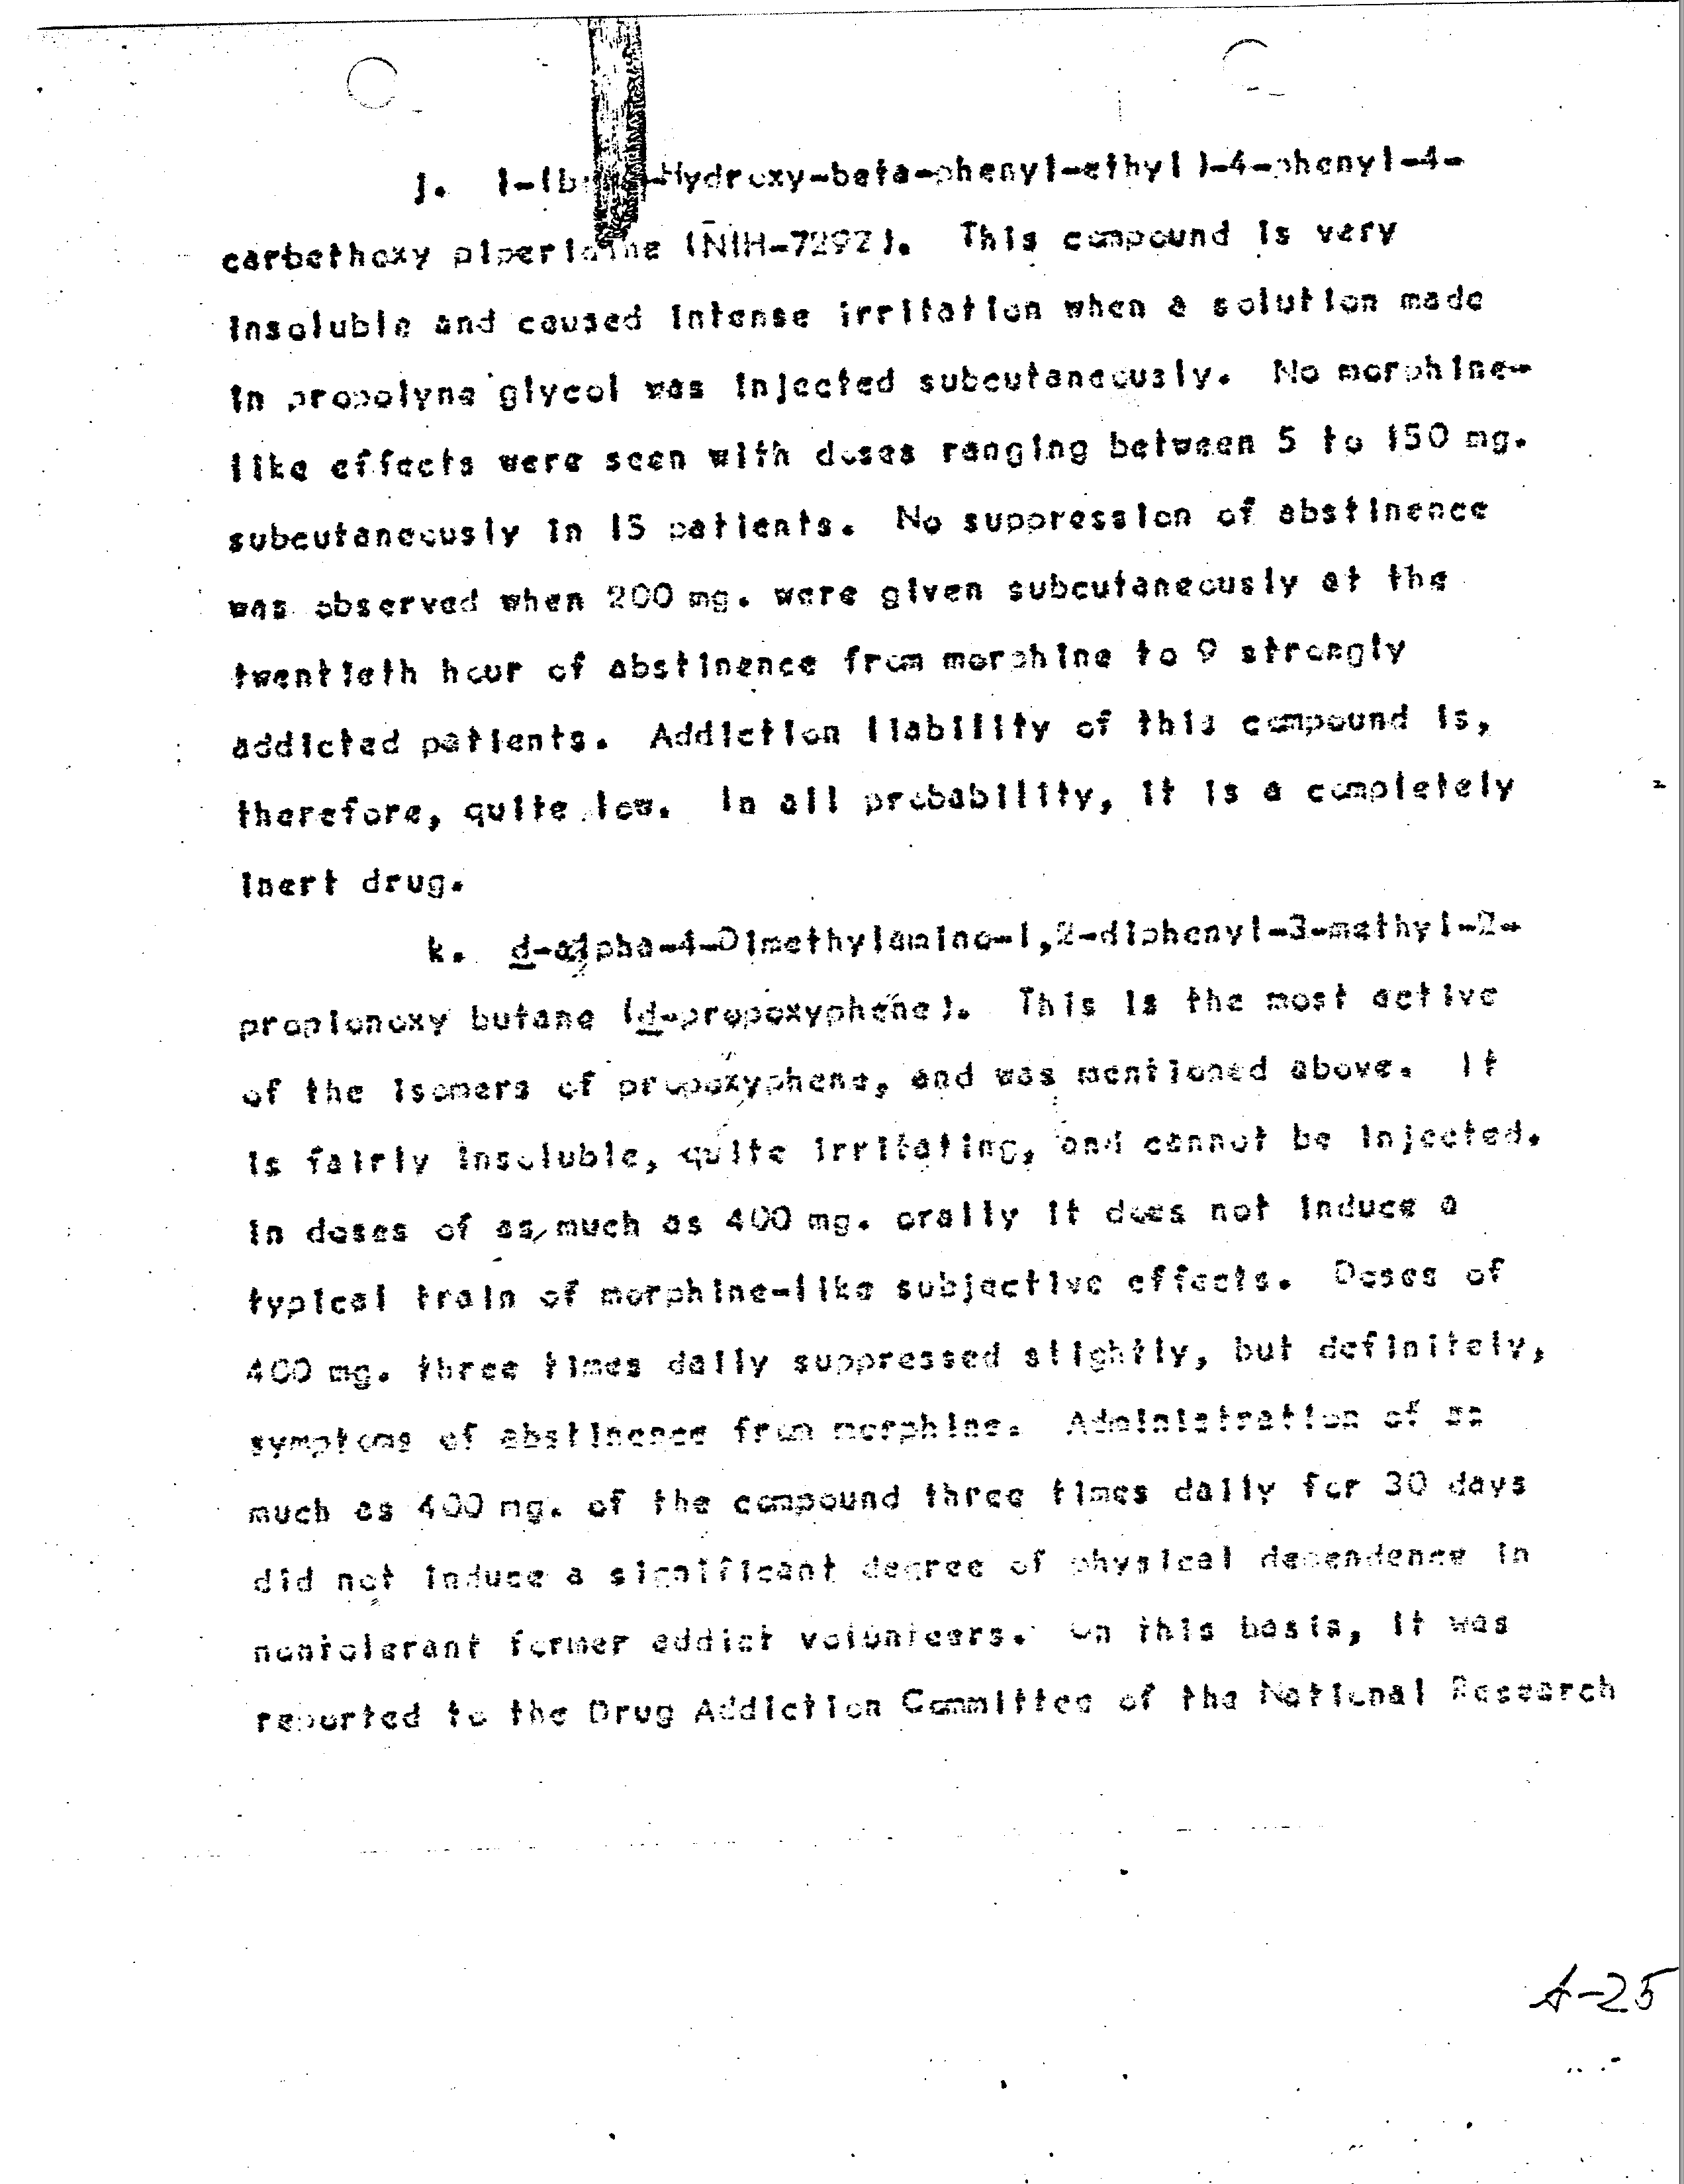 j. 1-(b -Hydroxy-beta-phenyl-ethyl)-4-phenyl-4-
carbethoxy piperidine (NIH-7292). This compound is very
insoluble and caused intense irritation when a solution made
in propolyne glycol was injected subcutaneously. No morphine-
like effects were seen with doses ranging between 5 to 150 mg.
subcutaneously in 15 patients. No suppression of abstinence
was observed when 200 mg. were given subcutaneously at the
twentieth hour of abstinence from morphine to 9 strongly
addicted patients. Addiction liability of this compound is,
therefore, quite low. In all probability, it is a completely
inert drug.
k. d-alpha-4-Dimethylamino-1,2-diphenyl-3-methyl-2-
propionoxy butane (d-propoxyphene). This is the most active
of the isomers of propoxyphene, and was mentioned above. It
is fairly insoluble, quite irritating, and cannot be injected.
In doses of as much as 400 mg. orally it does not induce a
typical train of morphine-like subjective effects. Doses of
400 mg. three times daily suppressed slightly, but definitely,
symptoms of abstinence from morphine. Administration of as
much as 400 mg. of the compound three times daily for 30 days
did not induce a significant degree of physical dependence in
nontolerant former addict volunteers. On this basis, it was
reported to the Drug Addiction Committee of the National Research
A-25